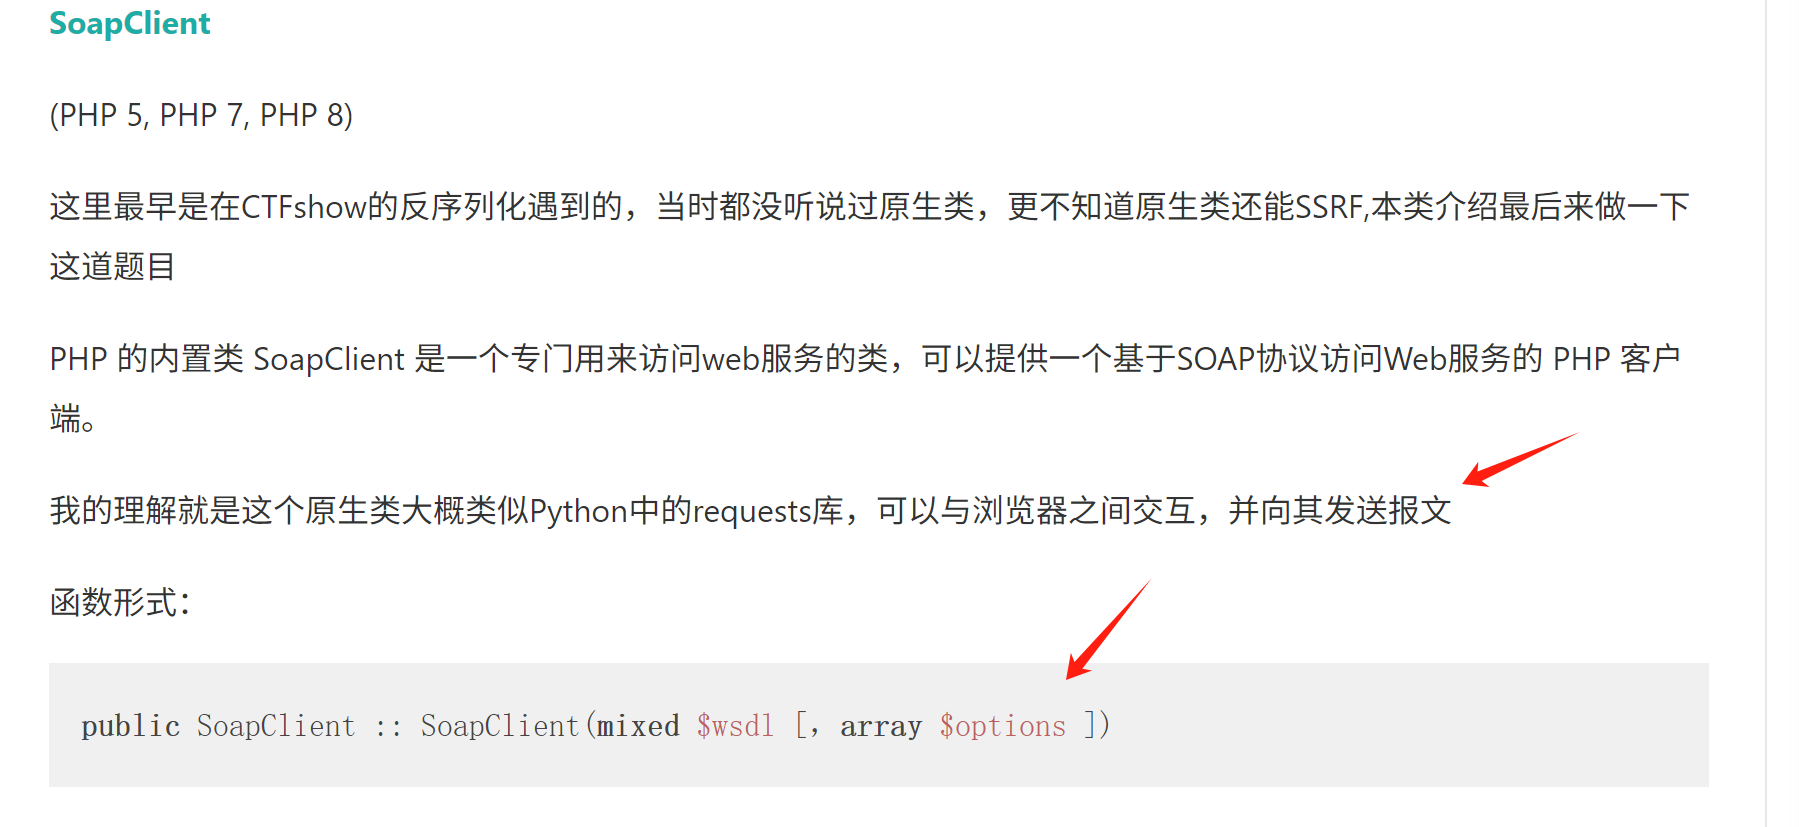 SoapClient
(PHP 5, PHP 7, PHP 8)
这里最早是在CTFshow的反序列化遇到的，当时都没听说过原生类，更不知道原生类还能SSRF,本类介绍最后来做一下
这道题目
PHP 的内置类 SoapClient 是一个专门用来访问web服务的类，可以提供一个基于SOAP协议访问Web服务的 PHP 客户
端。
我的理解就是这个原生类大概类似Python中的requests库，可以与浏览器之间交互，并向其发送报文
函数形式：
public SoapClient :: SoapClient(mixed $wsdl [, array $options ])